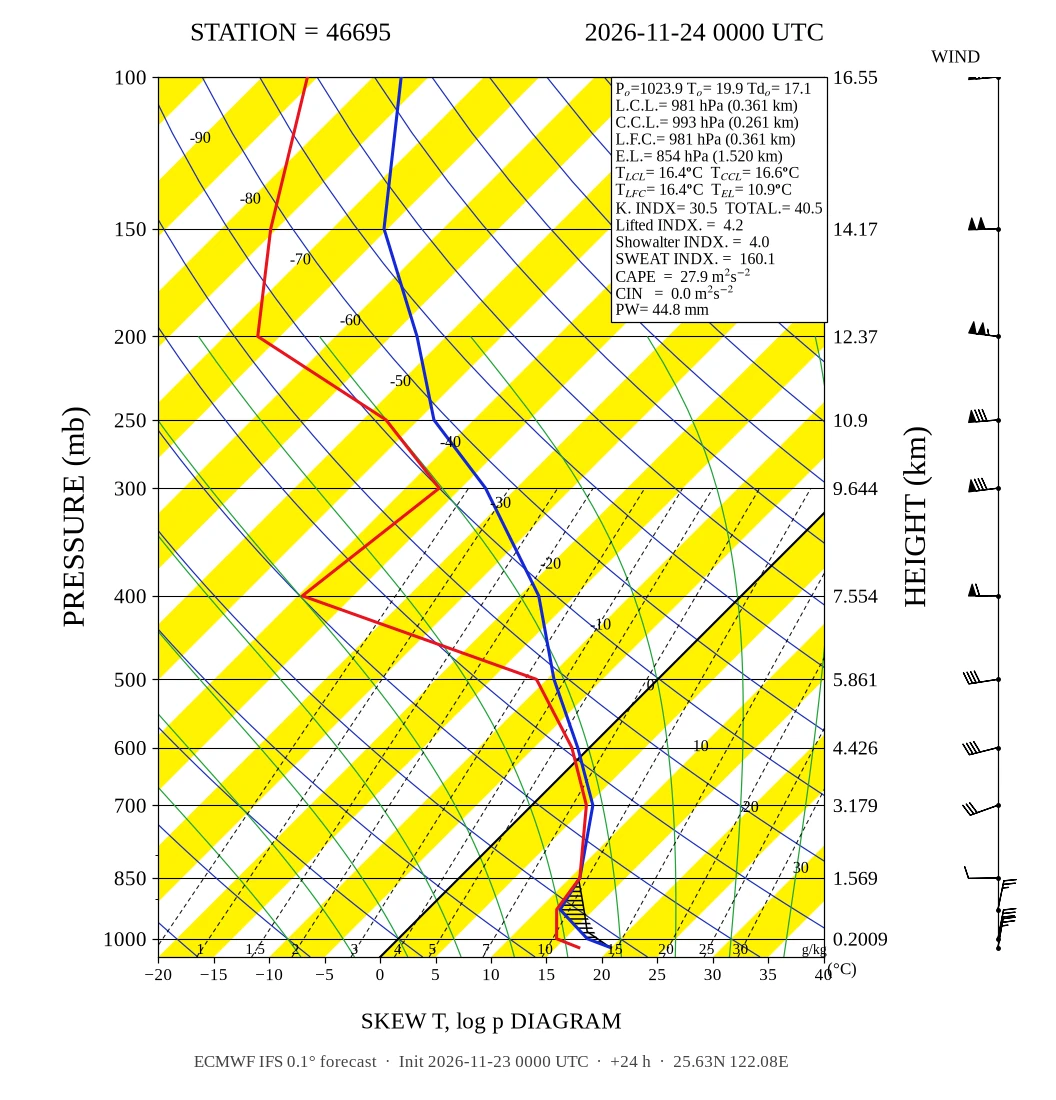 STATION = 46695
2026-11-24 0000 UTC
WIND
Pₒ=1023.9 Tₒ= 19.9 Tdₒ= 17.1
L.C.L.= 981 hPa (0.361 km)
C.C.L.= 993 hPa (0.261 km)
L.F.C.= 981 hPa (0.361 km)
E.L.= 854 hPa (1.520 km)
T_LCL= 16.4°C T_CCL= 16.6°C
T_LFC= 16.4°C T_EL= 10.9°C
K. INDX= 30.5 TOTAL.= 40.5
Lifted INDX. = 4.2
Showalter INDX. = 4.0
SWEAT INDX. = 160.1
CAPE = 27.9 m²s⁻²
CIN = 0.0 m²s⁻²
PW= 44.8 mm
100
150
200
250
300
400
500
600
700
850
1000
PRESSURE (mb)
-90
-80
-70
-60
-50
-40
-30
-20
-10
0
10
20
30
16.55
14.17
12.37
10.9
9.644
7.554
5.861
4.426
3.179
1.569
0.2009
HEIGHT (km)
1 1.5 2 3 4 5 7 10 15 20 25 30 g/kg
−20 −15 −10 −5 0 5 10 15 20 25 30 35 40 (°C)
SKEW T, log p DIAGRAM
ECMWF IFS 0.1° forecast · Init 2026-11-23 0000 UTC · +24 h · 25.63N 122.08E